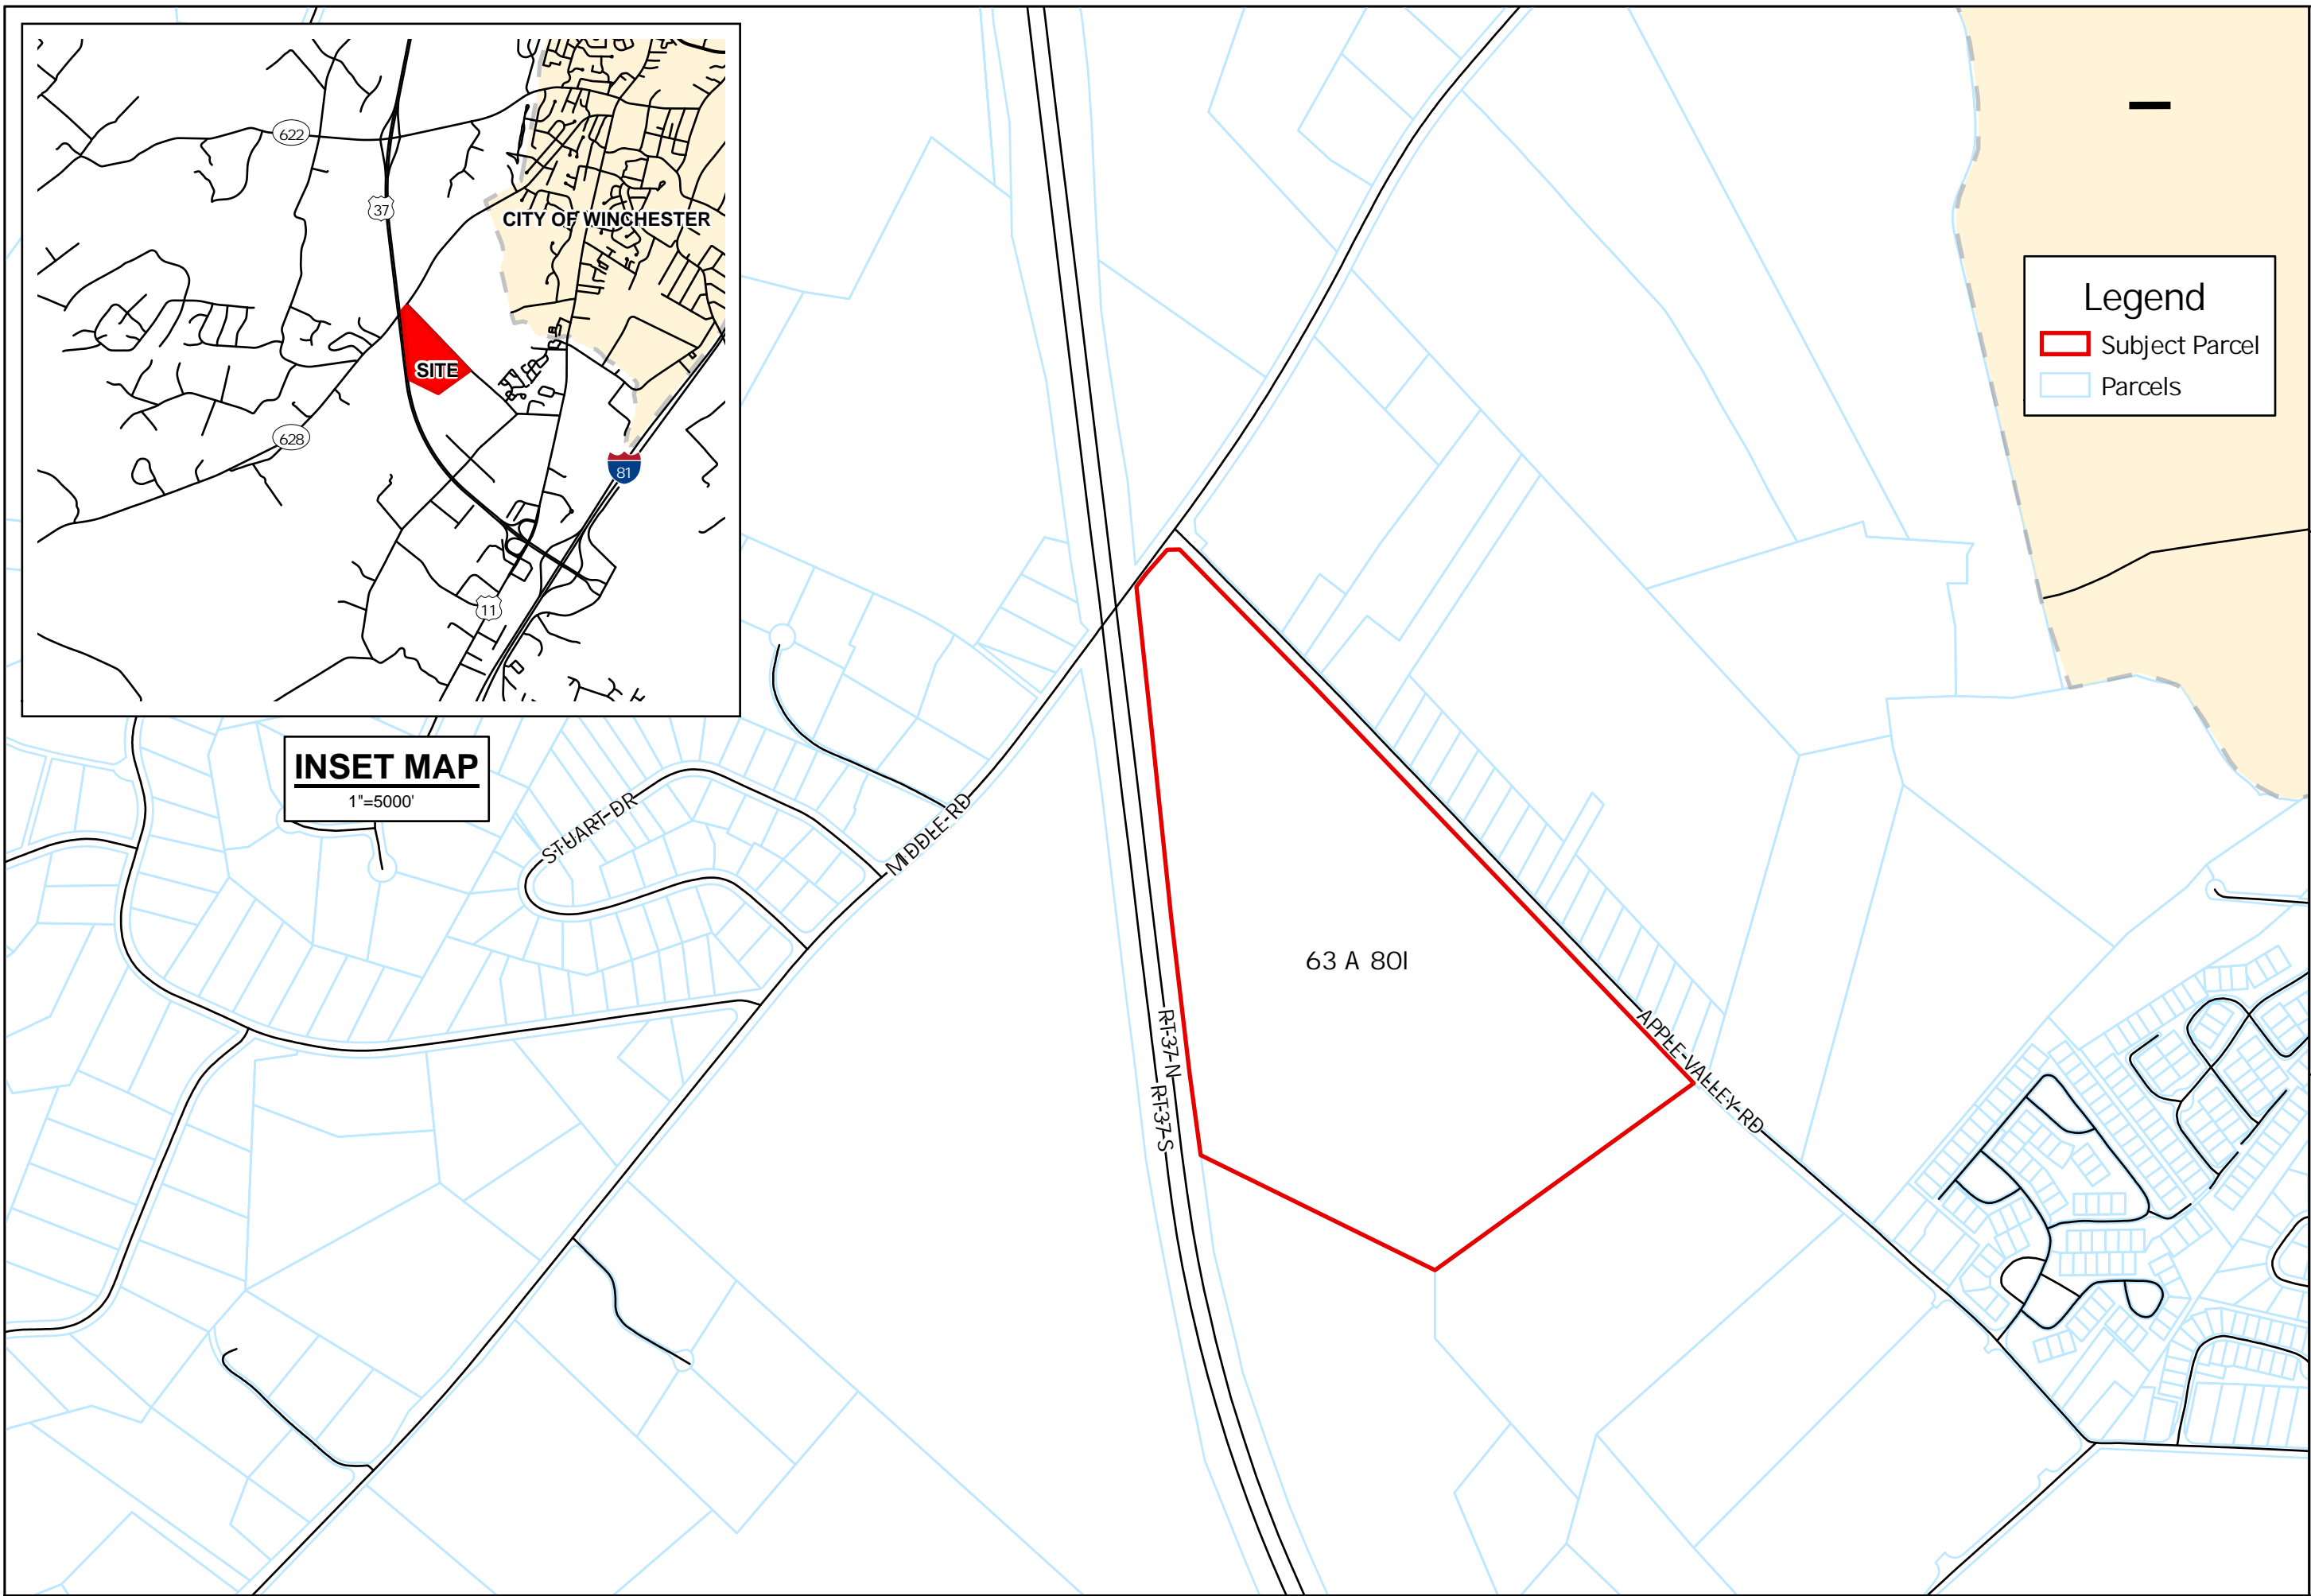 622
37
CITY OF WINCHESTER
SITE
628
81
11
INSET MAP
1"=5000'
Legend
Subject Parcel
Parcels
STUART DR
MIDDLE RD
63 A 80I
RT 37 N
RT 37 S
APPLE VALLEY RD